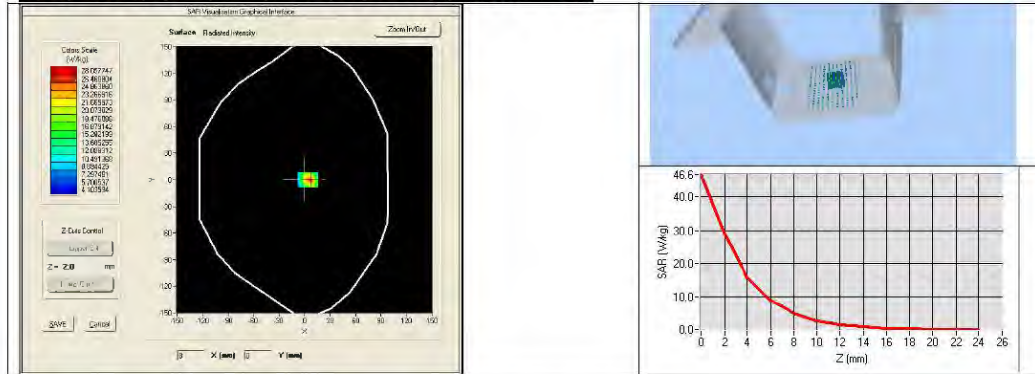 SAR Visualisation Graphical Interface
Surface Radiated Intensity
Zoom In/Out
Colors Scale
(W/kg)
28.057747
26.460804
24.863860
23.266916
21.669973
20.073029
18.476086
16.879142
15.282199
13.685255
12.088312
10.491368
8.894425
7.297481
5.700537
4.103594
Z-Cuts Control
Z = 2.0 mm
SAVE
Cancel
150
120
90
60
30
0
-30
-60
-90
-120
-150
Y
-150 -120 -90 -60 -30 0 30 60 90 120 150
X
0 X (mm) 0 Y (mm)
46.6
40.0
30.0
20.0
10.0
0.0
SAR (W/kg)
0 2 4 6 8 10 12 14 16 18 20 22 24 26
Z (mm)